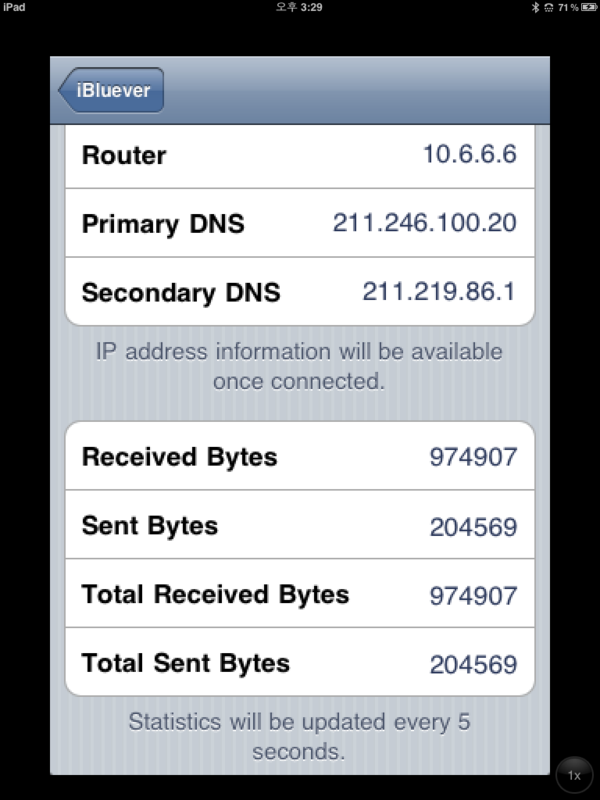 iPad 오후 3:29 71%
iBluever
Router 10.6.6.6
Primary DNS 211.246.100.20
Secondary DNS 211.219.86.1
IP address information will be available
once connected.
Received Bytes 974907
Sent Bytes 204569
Total Received Bytes 974907
Total Sent Bytes 204569
Statistics will be updated every 5
seconds.
1x